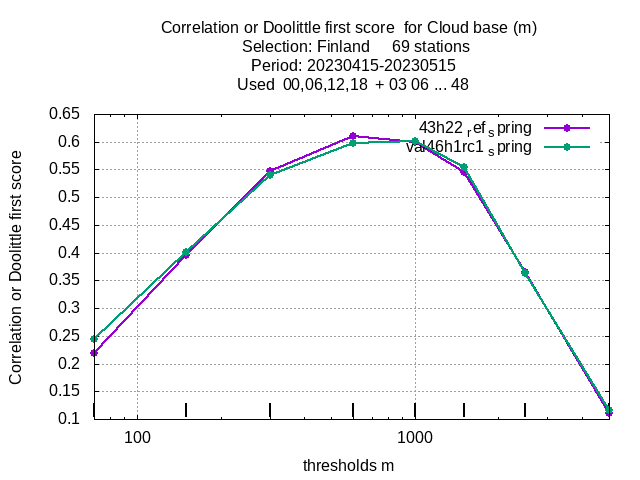 Correlation or Doolittle first score  for Cloud base (m)
Selection: Finland     69 stations
Period: 20230415-20230515
Used  00,06,12,18  + 03 06 ... 48
43h22 ref spring
val46h1rc1 spring
Correlation or Doolittle first score
0.65
0.6
0.55
0.5
0.45
0.4
0.35
0.3
0.25
0.2
0.15
0.1
100
1000
thresholds m